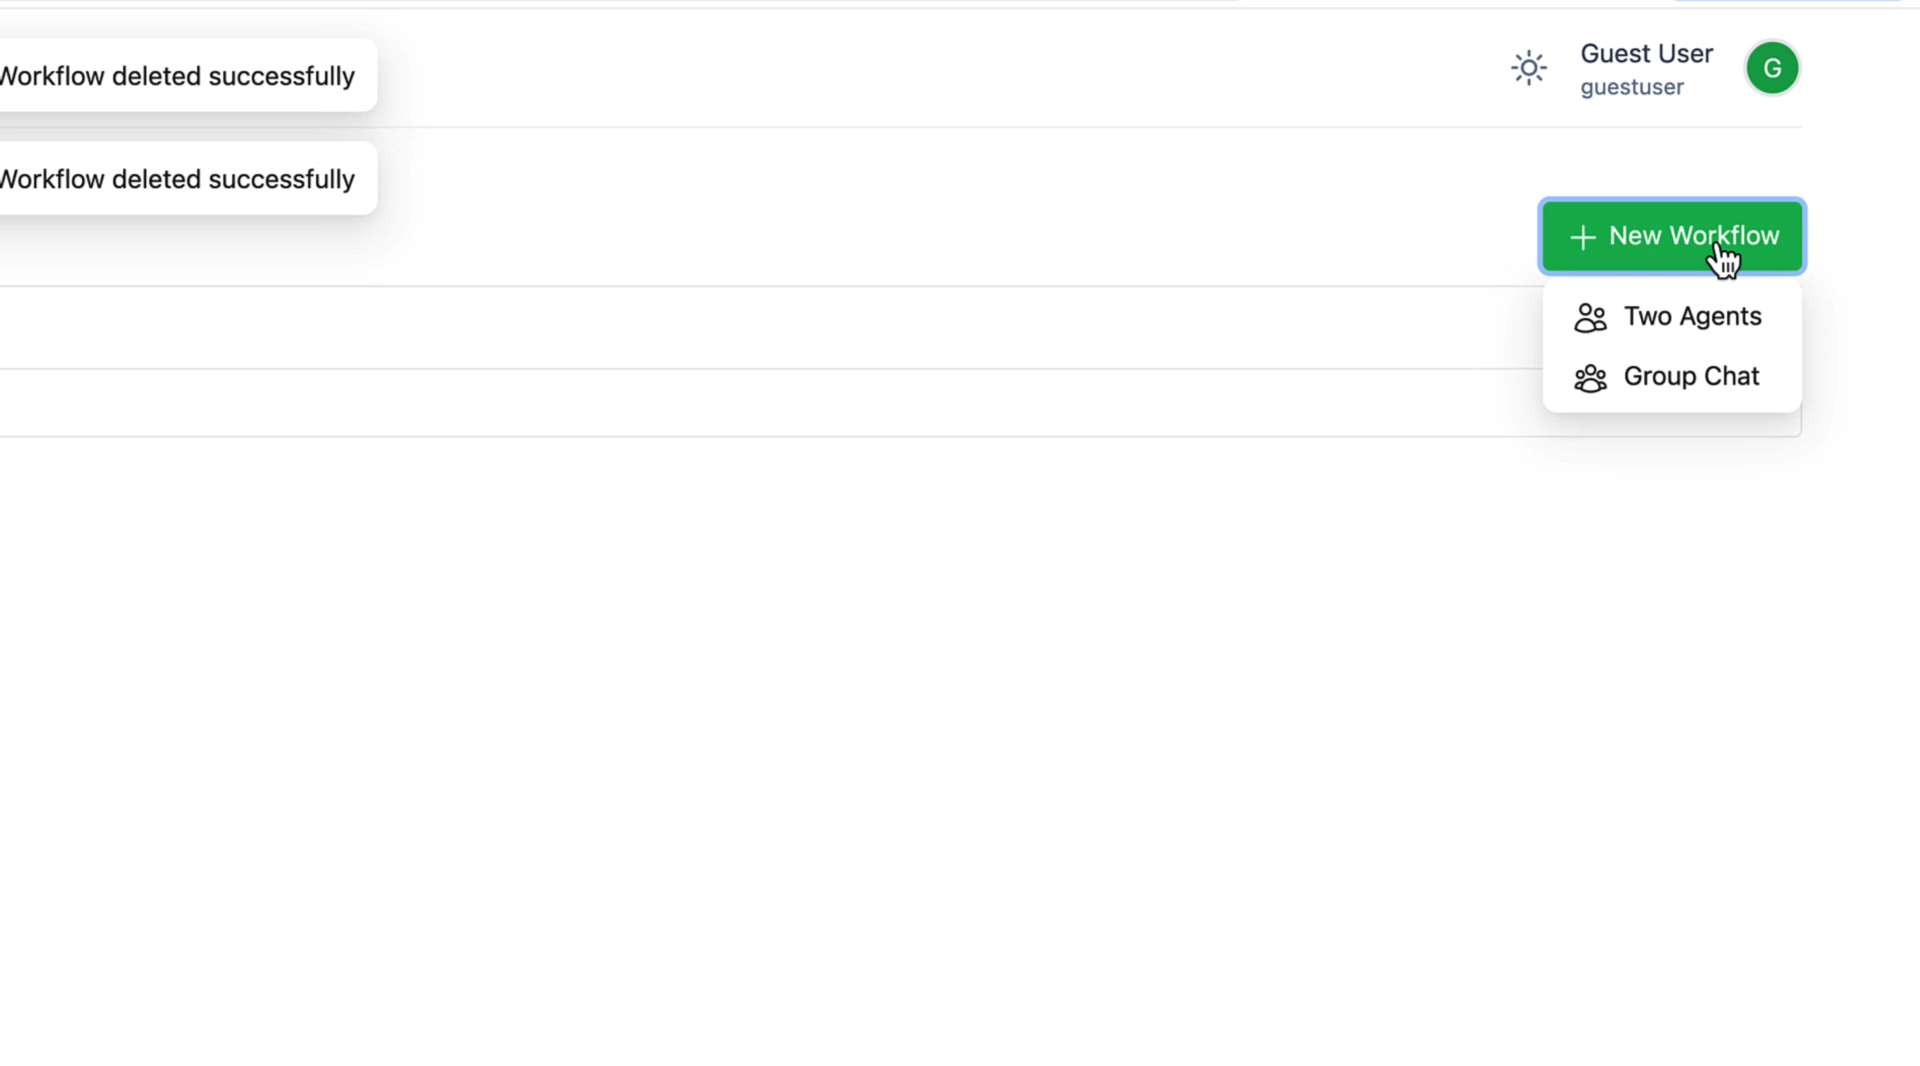 Workflow deleted successfully
Guest User
guestuser
G
Workflow deleted successfully
New Workflow
Two Agents
Group Chat